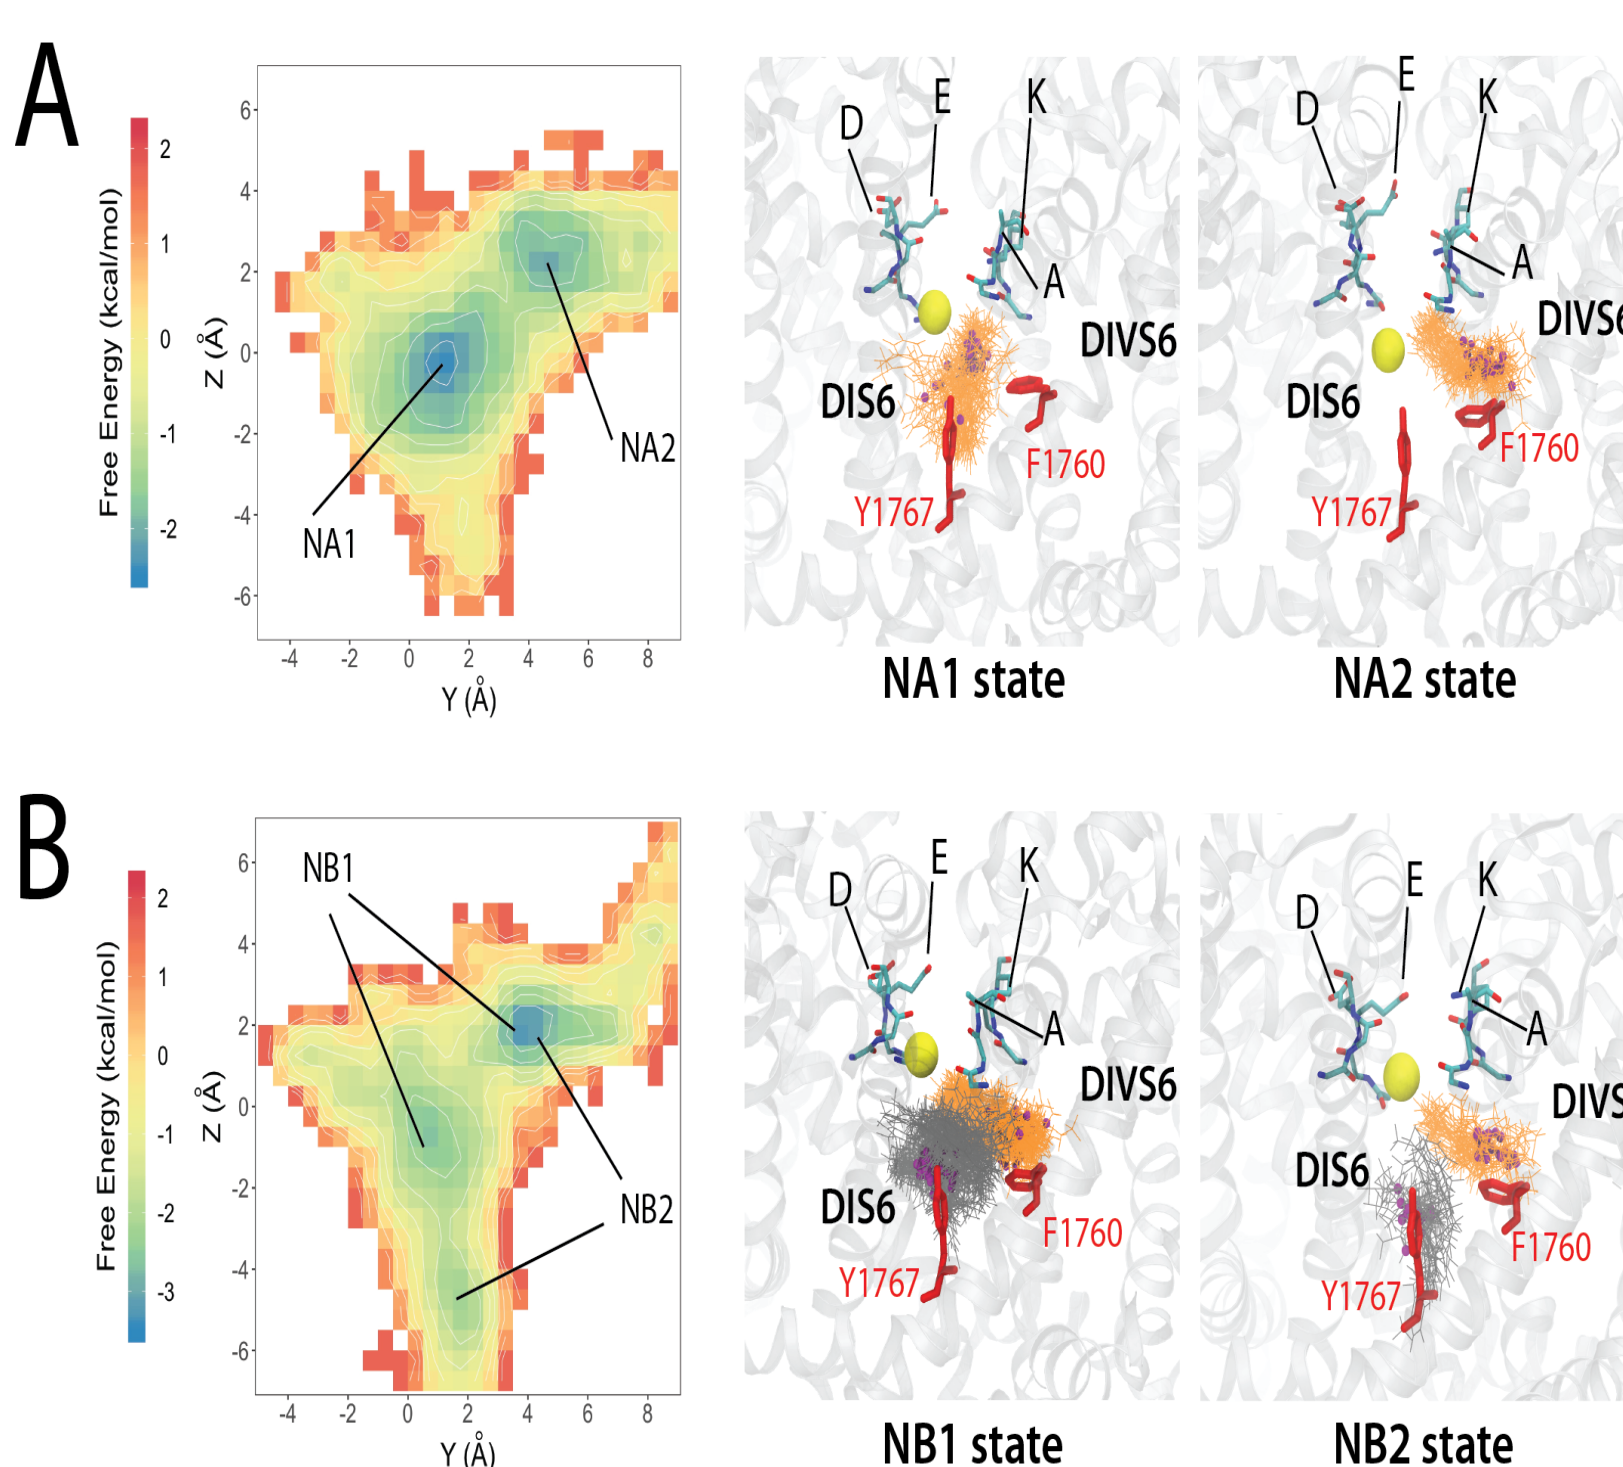 A
Free Energy (kcal/mol)
2
1
0
-1
-2
Z (Å)
6
4
2
0
-2
-4
-6
-4 -2 0 2 4 6 8
Y (Å)
NA1
NA2
D E K
A
DIVS6
DIS6
F1760
Y1767
NA1 state
D E K
A
DIVS6
DIS6
F1760
Y1767
NA2 state
B
Free Energy (kcal/mol)
2
1
0
-1
-2
-3
Z (Å)
6
4
2
0
-2
-4
-6
-4 -2 0 2 4 6 8
Y (Å)
NB1
NB2
D E K
A
DIVS6
DIS6
F1760
Y1767
NB1 state
D E K
A
DIVS
DIS6
F1760
Y1767
NB2 state